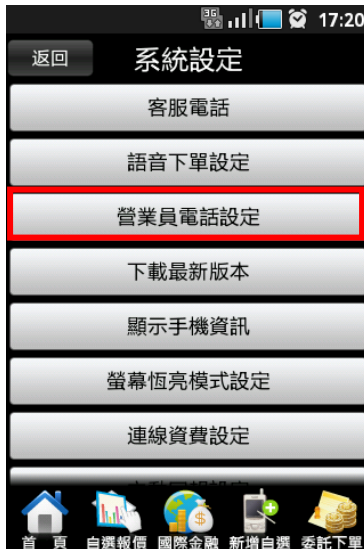 3G 17:20
返回 系統設定
客服電話
語音下單設定
營業員電話設定
下載最新版本
顯示手機資訊
螢幕恆亮模式設定
連線資費設定
首 頁 自選報價 國際金融 新增自選 委託下單